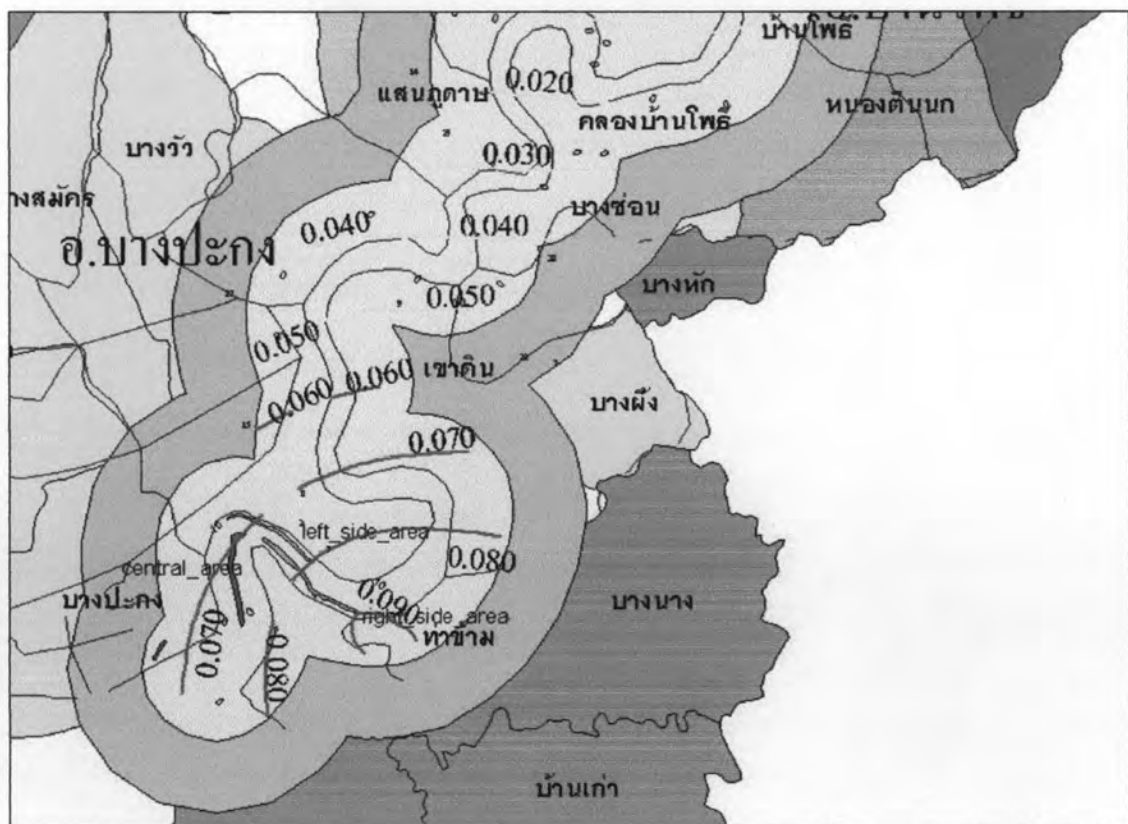 บ้านโพธิ์
0.020
แสนภูดาษ
หนองตีนนก
คลองบ้านโพธิ์
บางวัว
0.030
างสมัคร
บางซ่อน
0.040
0.040
อ.บางปะกง
บางหัก
0.050
0.050
เขาดิน
0.060
0.060
บางผึ้ง
0.070
left_side_area
0.080
central_area
บางปะกง
0.090
บางนาง
right_side_area
ท่าข้าม
0.070
0.080
บ้านเก่า